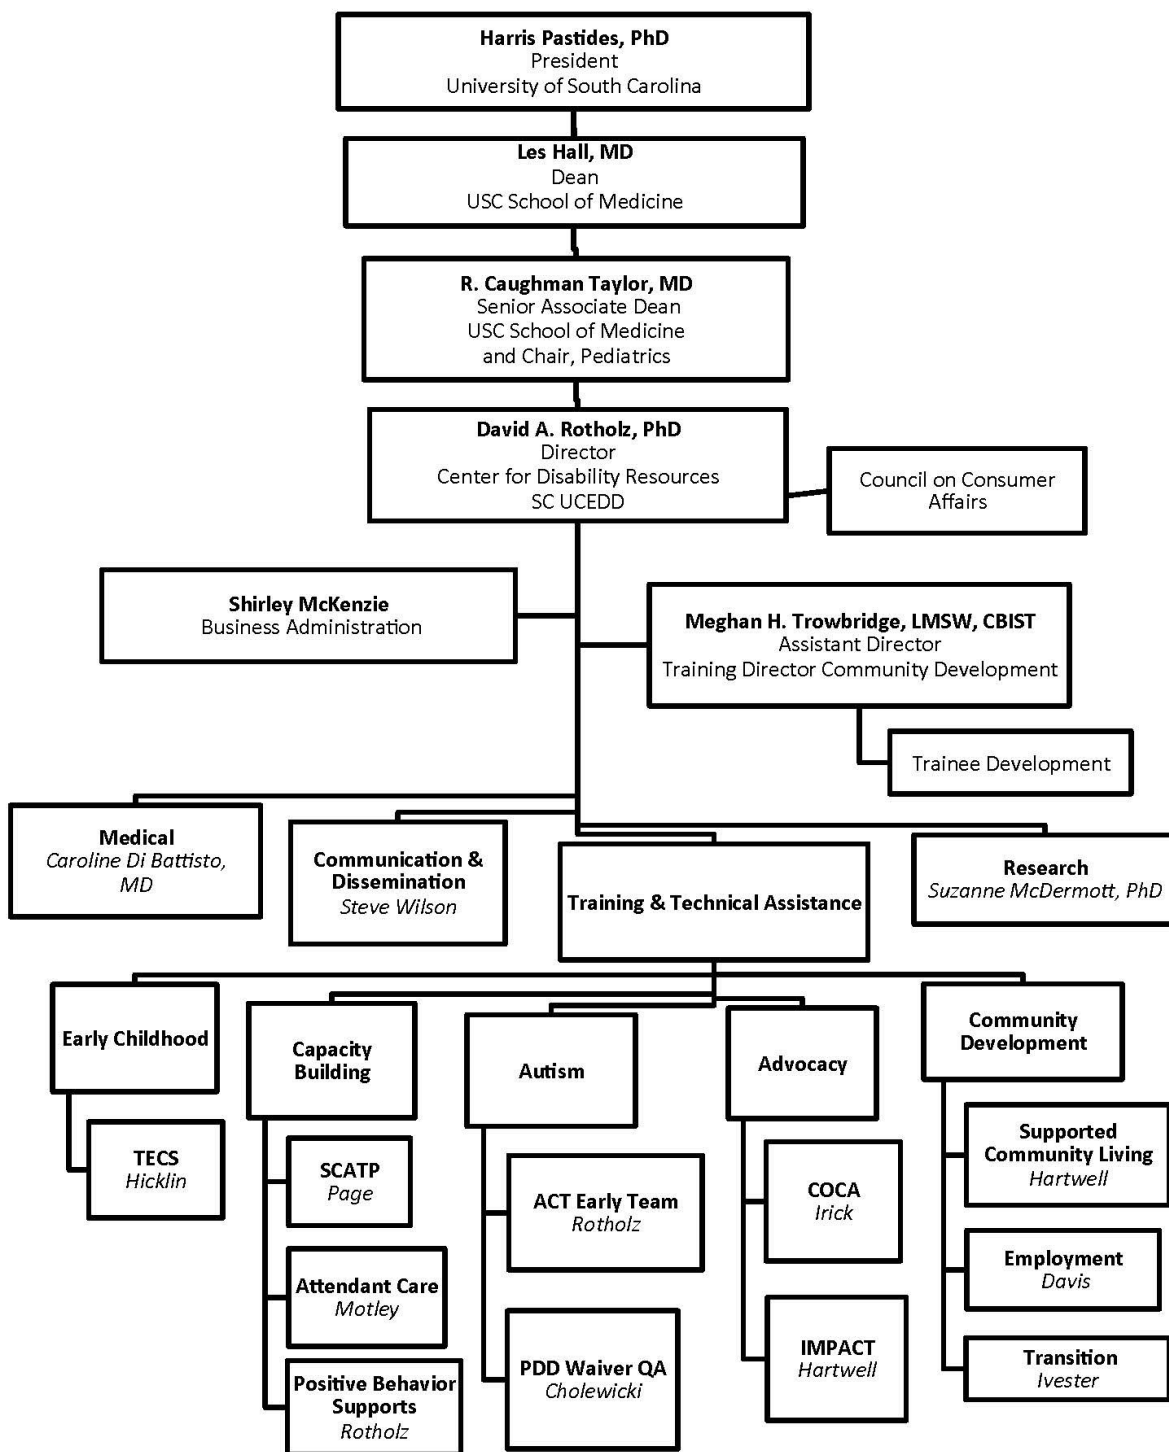 Harris Pastides, PhD
President
University of South Carolina
Les Hall, MD
Dean
USC School of Medicine
R. Caughman Taylor, MD
Senior Associate Dean
USC School of Medicine
and Chair, Pediatrics
David A. Rotholz, PhD
Director
Center for Disability Resources
SC UCEDD
Council on Consumer
Affairs
Shirley McKenzie
Business Administration
Meghan H. Trowbridge, LMSW, CBIST
Assistant Director
Training Director Community Development
Trainee Development
Medical
Caroline Di Battisto,
MD
Communication &
Dissemination
Steve Wilson
Training & Technical Assistance
Research
Suzanne McDermott, PhD
Early Childhood
Capacity
Building
Autism
Advocacy
Community
Development
TECS
Hicklin
SCATP
Page
Attendant Care
Motley
Positive Behavior
Supports
Rotholz
ACT Early Team
Rotholz
PDD Waiver QA
Cholewicki
COCA
Irick
IMPACT
Hartwell
Supported
Community Living
Hartwell
Employment
Davis
Transition
Ivester